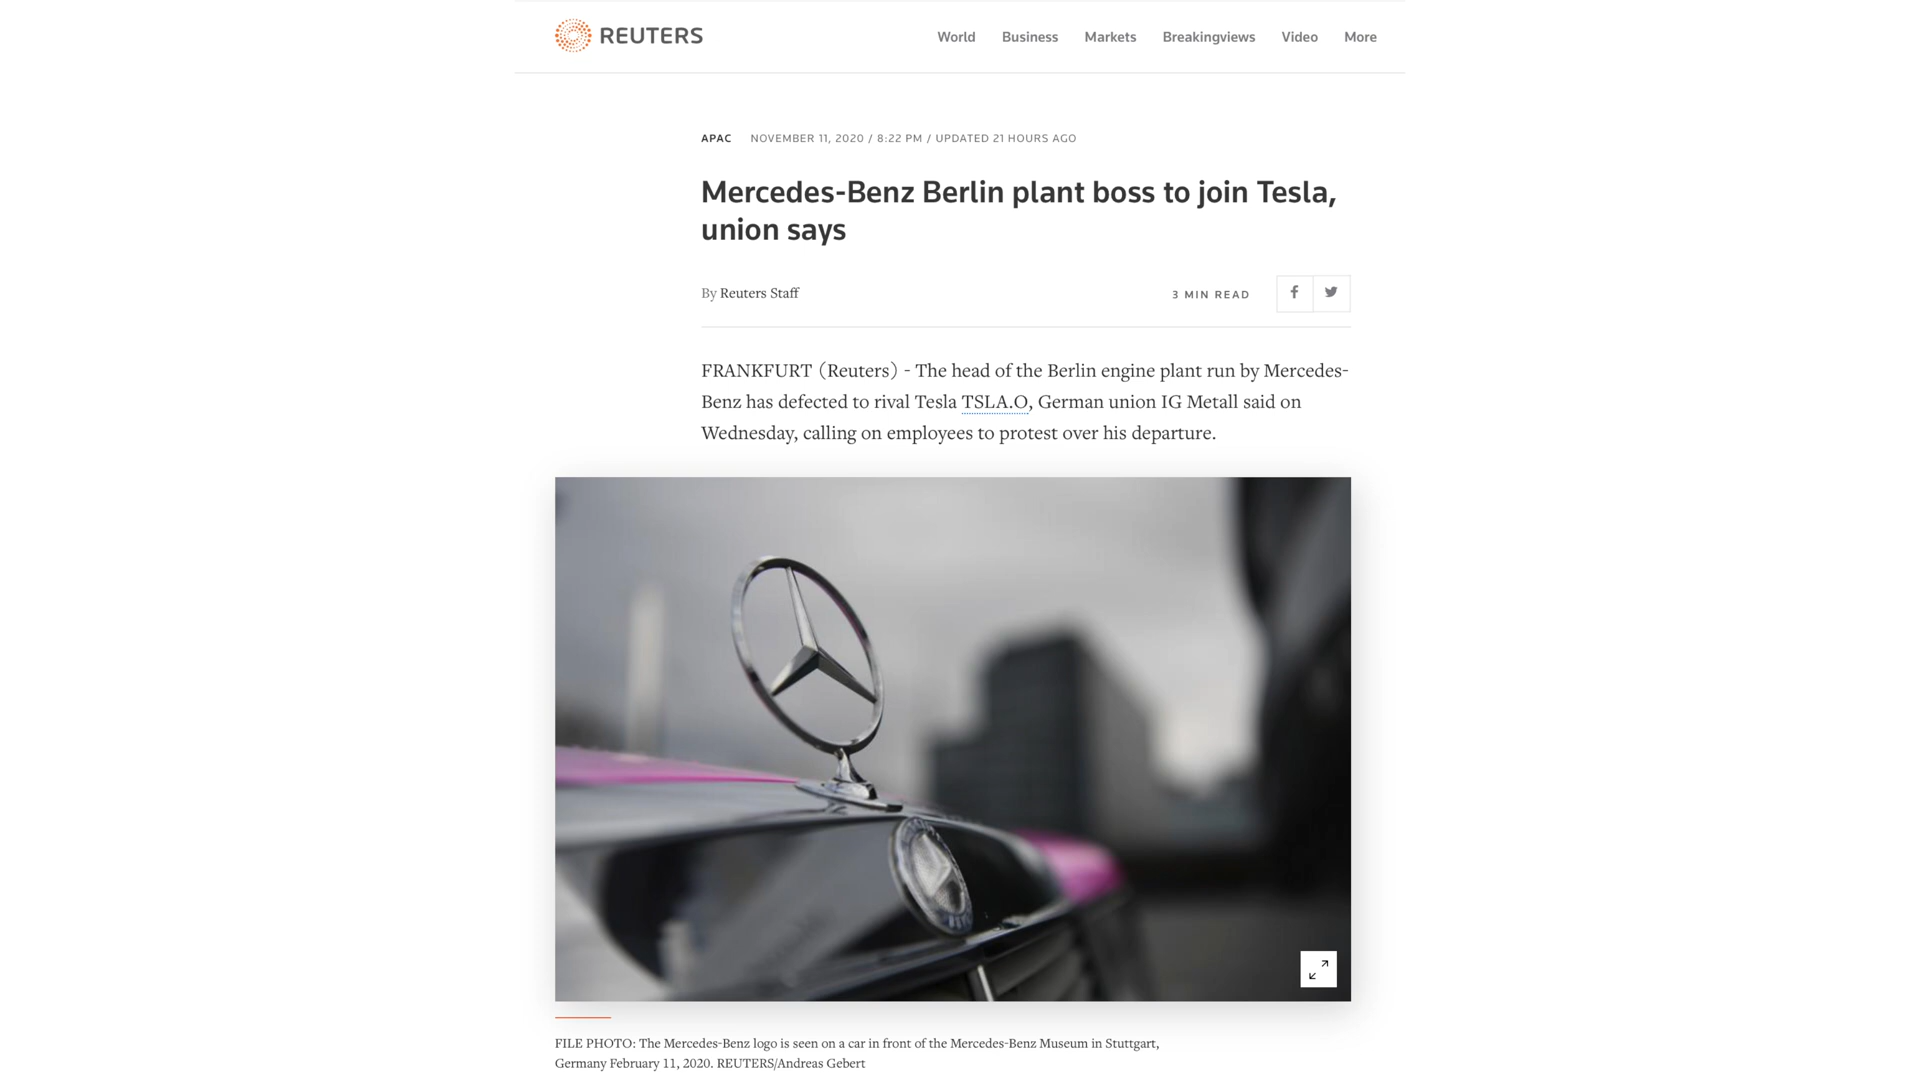 REUTERS
World Business Markets Breakingviews Video More
APAC NOVEMBER 11, 2020 / 8:22 PM / UPDATED 21 HOURS AGO
Mercedes-Benz Berlin plant boss to join Tesla,
union says
By Reuters Staff
3 MIN READ
FRANKFURT (Reuters) - The head of the Berlin engine plant run by Mercedes-
Benz has defected to rival Tesla TSLA.O, German union IG Metall said on
Wednesday, calling on employees to protest over his departure.
FILE PHOTO: The Mercedes-Benz logo is seen on a car in front of the Mercedes-Benz Museum in Stuttgart,
Germany February 11, 2020. REUTERS/Andreas Gebert